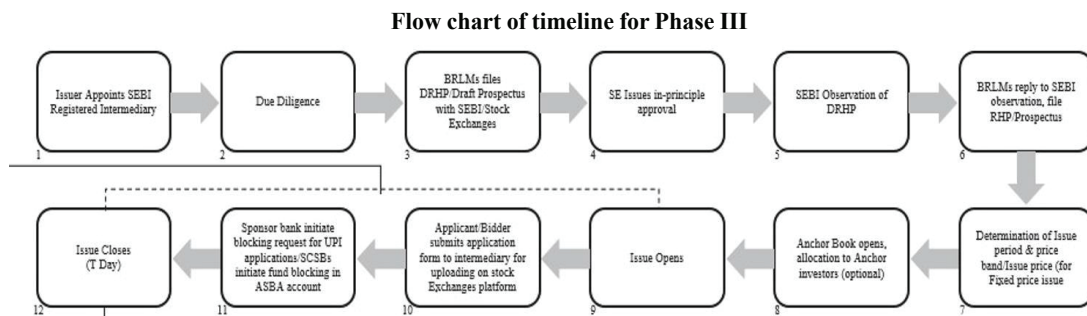 Flow chart of timeline for Phase III
Issuer Appoints SEBI
Registered Intermediary
1
Due Diligence
2
BRLMs files
DRHP/Draft Prospectus
with SEBI/Stock
Exchanges
3
SE Issues in-principle
approval
4
SEBI Observation of
DRHP
5
BRLMs reply to SEBI
observation, file
RHP/Prospectus
6
Determination of Issue
period & price
band/Issue price (for
Fixed price issue
7
Anchor Book opens,
allocation to Anchor
investors (optional)
8
Issue Opens
9
Applicant/Bidder
submits application
form to intermediary for
uploading on stock
Exchanges platform
10
Sponsor bank initiate
blocking request for UPI
applications/SCSBs
initiate fund blocking in
ASBA account
11
Issue Closes
(T Day)
12